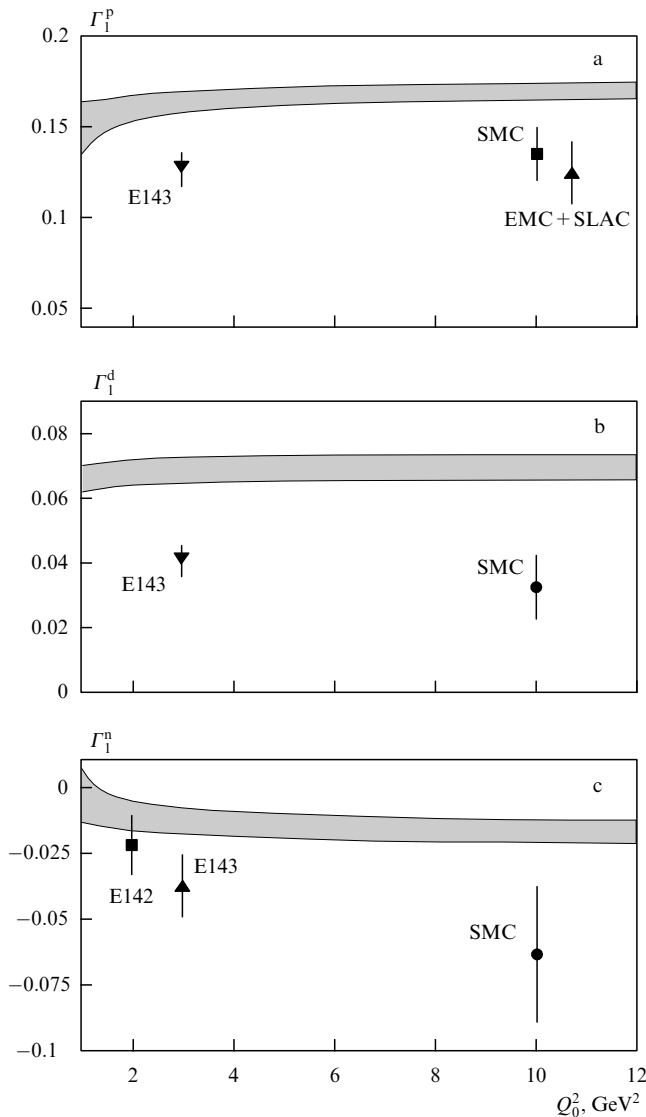 Γ₁ᵖ
0.2
a
0.15
SMC
E143
0.1
EMC + SLAC
0.05
Γ₁ᵈ
0.08
b
0.06
0.04
E143
SMC
0.02
0
Γ₁ⁿ
0
c
−0.025
E142
E143
−0.05
SMC
−0.075
−0.1
2 4 6 8 10 12
Q₀², GeV²